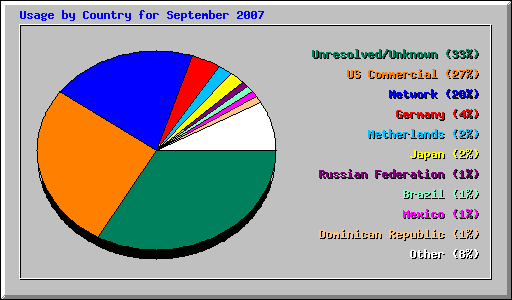 Usage by Country for September 2007
Unresolved/Unknown (33%)
US Commercial (27%)
Network (20%)
Germany (4%)
Netherlands (2%)
Japan (2%)
Russian Federation (1%)
Brazil (1%)
Mexico (1%)
Dominican Republic (1%)
Other (8%)